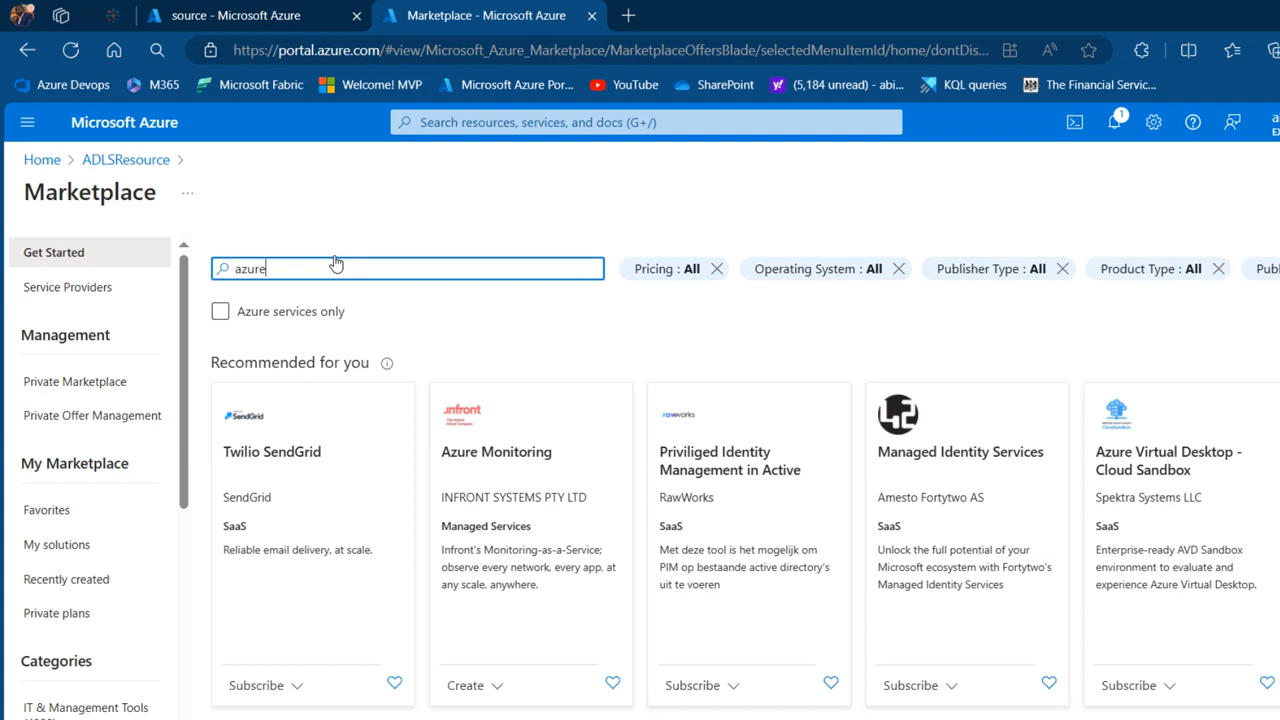 source - Microsoft Azure
Marketplace - Microsoft Azure
https://portal.azure.com/#view/Microsoft_Azure_Marketplace/MarketplaceOffersBlade/selectedMenuItemId/home/dontDis...
Azure Devops
M365
Microsoft Fabric
Welcome! MVP
Microsoft Azure Por...
YouTube
SharePoint
(5,184 unread) - abi...
KQL queries
The Financial Servic...
Microsoft Azure
Search resources, services, and docs (G+/)
1
Home > ADLSResource >
Marketplace ...
Get Started
Service Providers
Management
Private Marketplace
Private Offer Management
My Marketplace
Favorites
My solutions
Recently created
Private plans
Categories
IT & Management Tools
azure
Pricing : All
Operating System : All
Publisher Type : All
Product Type : All
Publ
Azure services only
Recommended for you
SendGrid
Twilio SendGrid
SendGrid
SaaS
Reliable email delivery, at scale.
Subscribe
.infront
Azure Monitoring
INFRONT SYSTEMS PTY LTD
Managed Services
Infront's Monitoring-as-a-Service;
observe every network, every app, at
any scale, anywhere.
Create
rawworks
Priviliged Identity
Management in Active
RawWorks
SaaS
Met deze tool is het mogelijk om
PIM op bestaande active directory's
uit te voeren
Subscribe
42
Managed Identity Services
Amesto Fortytwo AS
SaaS
Unlock the full potential of your
Microsoft ecosystem with Fortytwo's
Managed Identity Services
Subscribe
Azure Virtual Desktop -
Cloud Sandbox
Spektra Systems LLC
SaaS
Enterprise-ready AVD Sandbox
environment to evaluate and
experience Azure Virtual Desktop.
Subscribe